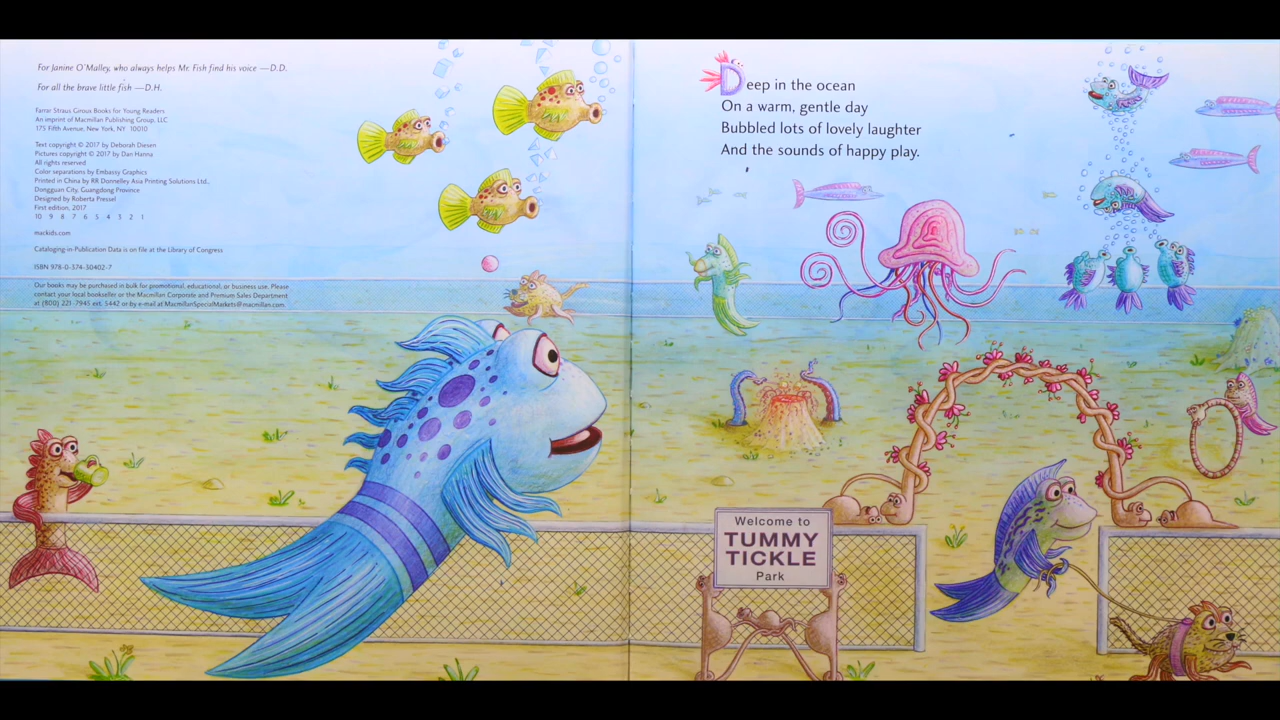 For Janine O'Malley, who always helps Mr. Fish find his voice —D.D.
For all the brave little fish —D.H.
Farrar Straus Giroux Books for Young Readers
An imprint of Macmillan Publishing Group, LLC
175 Fifth Avenue, New York, NY 10010
Text copyright © 2017 by Deborah Diesen
Pictures copyright © 2017 by Dan Hanna
All rights reserved
Color separations by Embassy Graphics
Printed in China by RR Donnelley Asia Printing Solutions Ltd.,
Dongguan City, Guangdong Province
Designed by Roberta Pressel
First edition, 2017
10 9 8 7 6 5 4 3 2 1
mackids.com
Cataloging-in-Publication Data is on file at the Library of Congress
ISBN 978-0-374-30402-7
Our books may be purchased in bulk for promotional, educational, or business use. Please
contact your local bookseller or the Macmillan Corporate and Premium Sales Department
at (800) 221-7945 ext. 5442 or by e-mail at MacmillanSpecialMarkets@macmillan.com.
Deep in the ocean
On a warm, gentle day
Bubbled lots of lovely laughter
And the sounds of happy play.
Welcome to
TUMMY
TICKLE
Park